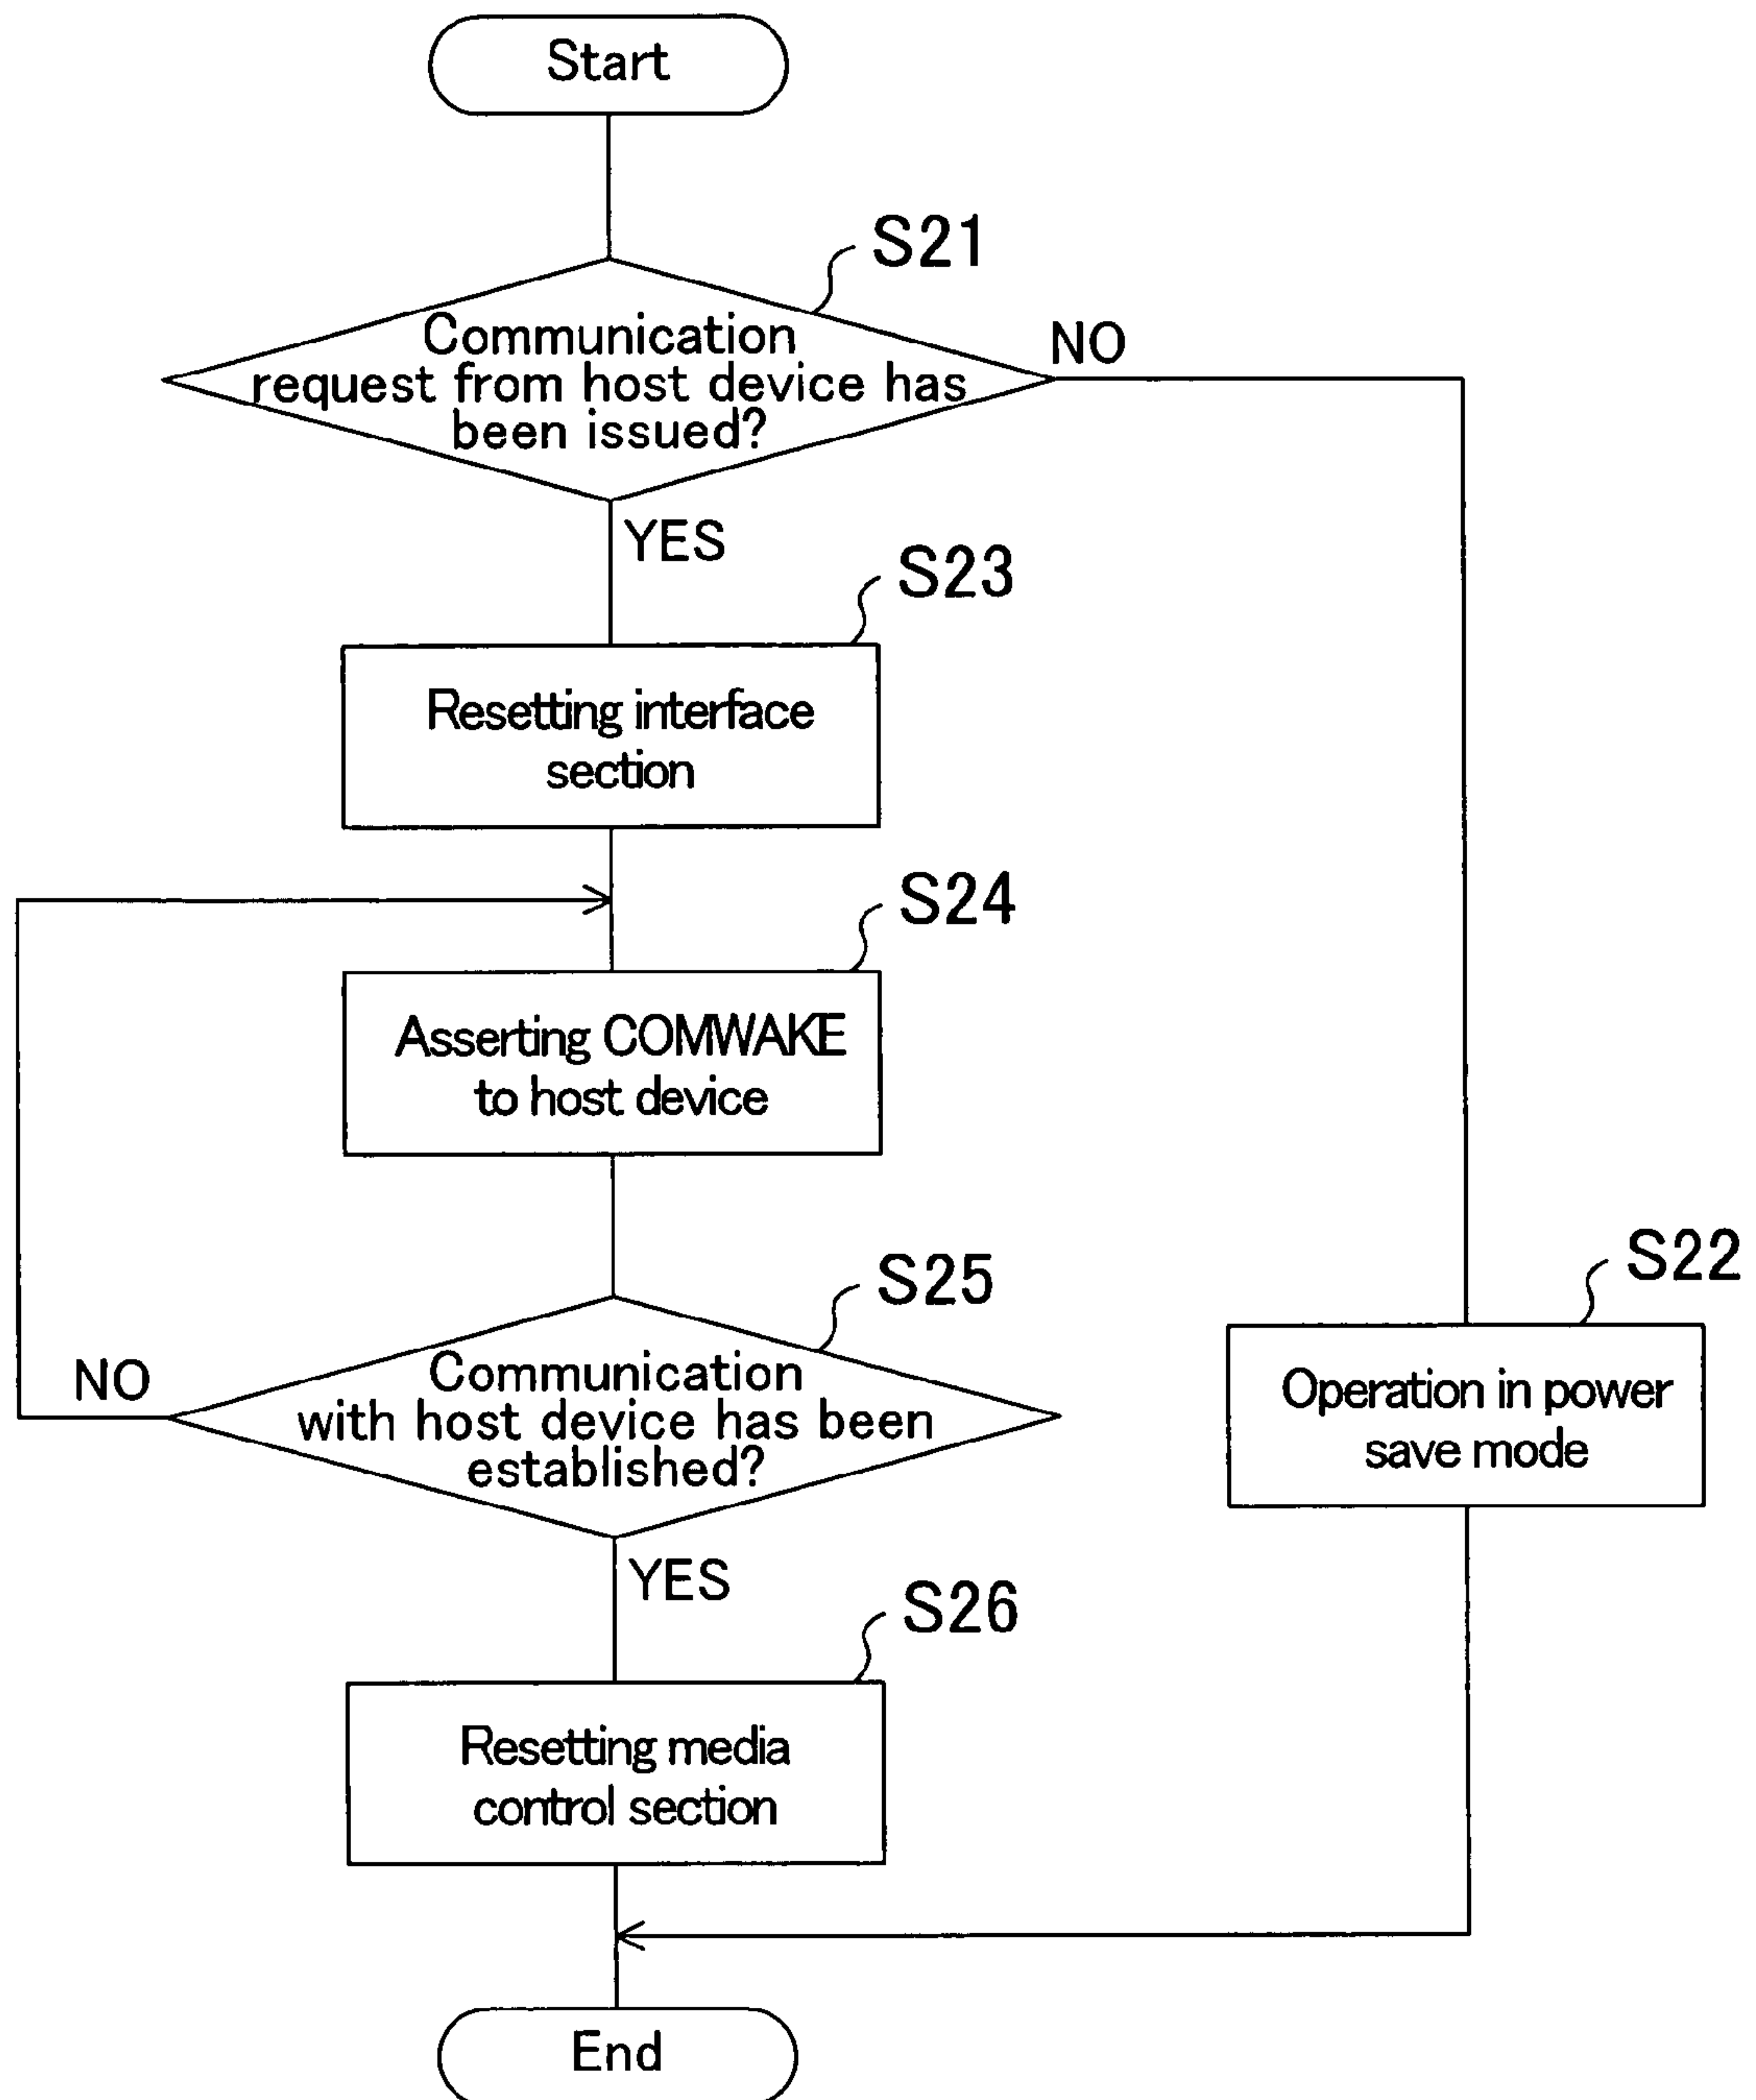 Start
S21
Communication
request from host device has
been issued?
NO
YES
S23
Resetting interface
section
S24
Asserting COMWAKE
to host device
S25
Communication
with host device has been
established?
NO
YES
S22
Operation in power
save mode
S26
Resetting media
control section
End